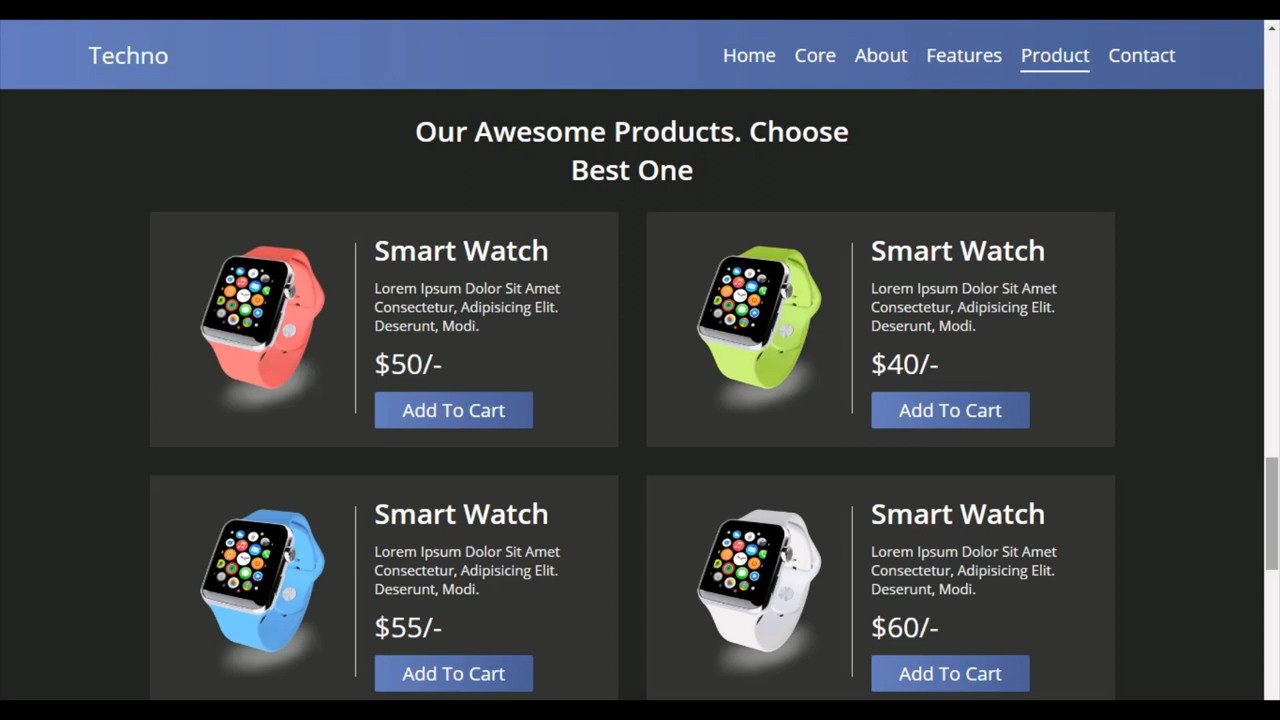 Techno
Home Core About Features Product Contact
Our Awesome Products. Choose
Best One
Smart Watch
Lorem Ipsum Dolor Sit Amet
Consectetur, Adipisicing Elit.
Deserunt, Modi.
$50/-
Add To Cart
Smart Watch
Lorem Ipsum Dolor Sit Amet
Consectetur, Adipisicing Elit.
Deserunt, Modi.
$40/-
Add To Cart
Smart Watch
Lorem Ipsum Dolor Sit Amet
Consectetur, Adipisicing Elit.
Deserunt, Modi.
$55/-
Add To Cart
Smart Watch
Lorem Ipsum Dolor Sit Amet
Consectetur, Adipisicing Elit.
Deserunt, Modi.
$60/-
Add To Cart